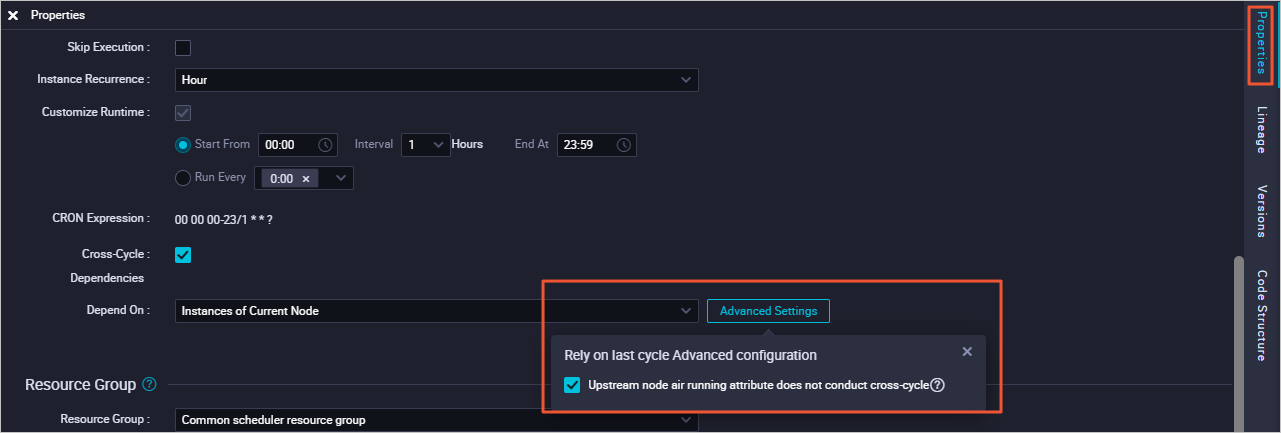 Properties
Skip Execution :
Instance Recurrence : Hour
Customize Runtime :
Start From 00:00 Interval 1 Hours End At 23:59
Run Every 0:00 ×
CRON Expression : 00 00 00-23/1 * * ?
Cross-Cycle :
Dependencies
Depend On : Instances of Current Node Advanced Settings
Rely on last cycle Advanced configuration
Upstream node air running attribute does not conduct cross-cycle ?
Resource Group ?
Resource Group : Common scheduler resource group
Properties
Lineage
Versions
Code Structure